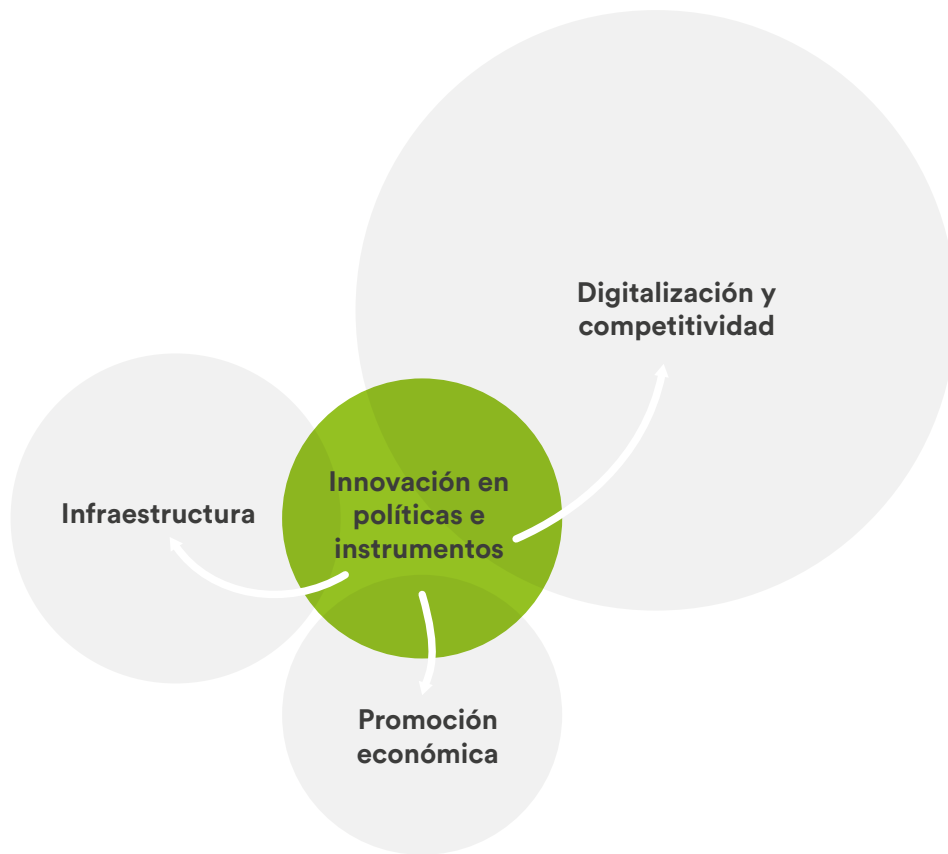 Digitalización y
competitividad
Innovación en
políticas e
instrumentos
Infraestructura
Promoción
económica